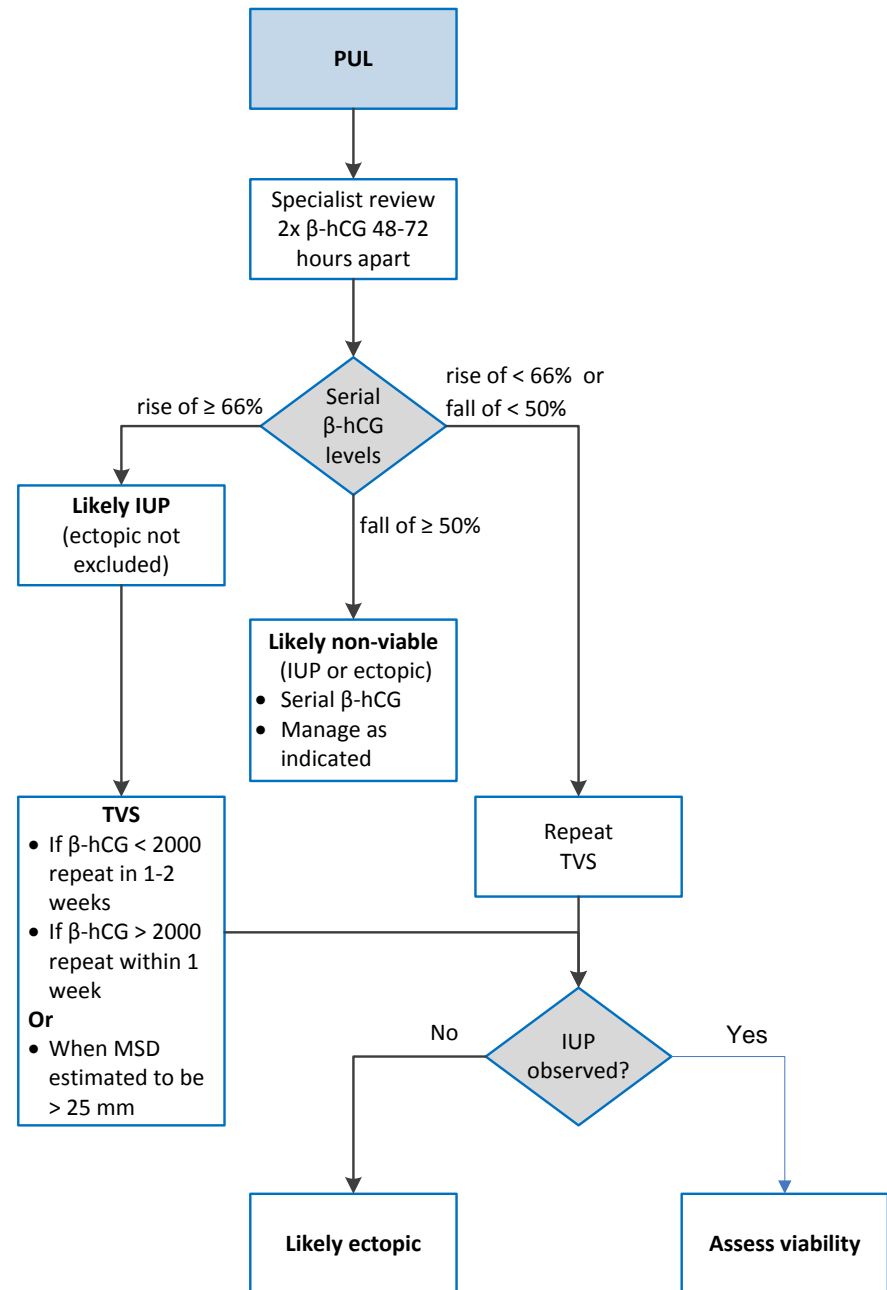 PUL
Specialist review
2x β-hCG 48-72
hours apart
Serial
β-hCG
levels
rise of ≥ 66%
rise of < 66% or
fall of < 50%
fall of ≥ 50%
Likely IUP
(ectopic not
excluded)
Likely non-viable
(IUP or ectopic)
• Serial β-hCG
• Manage as
indicated
TVS
• If β-hCG < 2000
repeat in 1-2
weeks
• If β-hCG > 2000
repeat within 1
week
Or
• When MSD
estimated to be
> 25 mm
Repeat
TVS
IUP
observed?
No
Yes
Likely ectopic
Assess viability